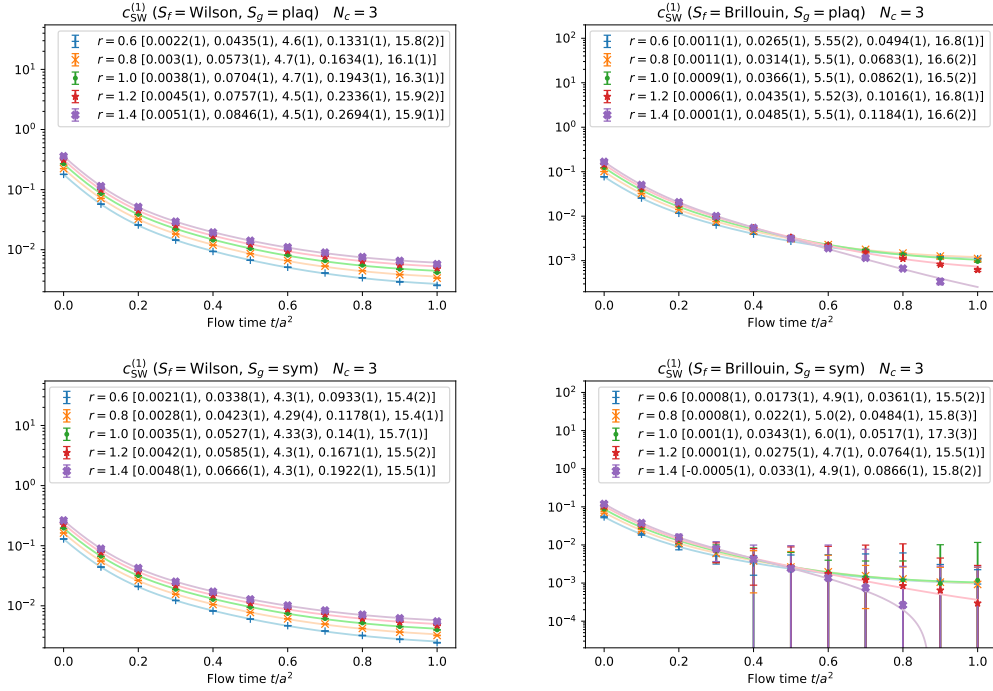 c_SW^(1) (S_f = Wilson, S_g = plaq) N_c = 3
r = 0.6 [0.0022(1), 0.0435(1), 4.6(1), 0.1331(1), 15.8(2)]
r = 0.8 [0.003(1), 0.0573(1), 4.7(1), 0.1634(1), 16.1(1)]
r = 1.0 [0.0038(1), 0.0704(1), 4.7(1), 0.1943(1), 16.3(1)]
r = 1.2 [0.0045(1), 0.0757(1), 4.5(1), 0.2336(1), 15.9(2)]
r = 1.4 [0.0051(1), 0.0846(1), 4.5(1), 0.2694(1), 15.9(1)]
10^1
10^0
10^-1
10^-2
0.0 0.2 0.4 0.6 0.8 1.0
Flow time t/a^2
c_SW^(1) (S_f = Brillouin, S_g = plaq) N_c = 3
r = 0.6 [0.0011(1), 0.0265(1), 5.55(2), 0.0494(1), 16.8(1)]
r = 0.8 [0.0011(1), 0.0314(1), 5.5(1), 0.0683(1), 16.6(2)]
r = 1.0 [0.0009(1), 0.0366(1), 5.5(1), 0.0862(1), 16.5(2)]
r = 1.2 [0.0006(1), 0.0435(1), 5.52(3), 0.1016(1), 16.8(1)]
r = 1.4 [0.0001(1), 0.0485(1), 5.5(1), 0.1184(1), 16.6(2)]
10^2
10^1
10^0
10^-1
10^-2
10^-3
0.0 0.2 0.4 0.6 0.8 1.0
Flow time t/a^2
c_SW^(1) (S_f = Wilson, S_g = sym) N_c = 3
r = 0.6 [0.0021(1), 0.0338(1), 4.3(1), 0.0933(1), 15.4(2)]
r = 0.8 [0.0028(1), 0.0423(1), 4.29(4), 0.1178(1), 15.4(1)]
r = 1.0 [0.0035(1), 0.0527(1), 4.33(3), 0.14(1), 15.7(1)]
r = 1.2 [0.0042(1), 0.0585(1), 4.3(1), 0.1671(1), 15.5(2)]
r = 1.4 [0.0048(1), 0.0666(1), 4.3(1), 0.1922(1), 15.5(1)]
10^1
10^0
10^-1
10^-2
0.0 0.2 0.4 0.6 0.8 1.0
Flow time t/a^2
c_SW^(1) (S_f = Brillouin, S_g = sym) N_c = 3
r = 0.6 [0.0008(1), 0.0173(1), 4.9(1), 0.0361(1), 15.5(2)]
r = 0.8 [0.0008(1), 0.022(1), 5.0(2), 0.0484(1), 15.8(3)]
r = 1.0 [0.001(1), 0.0343(1), 6.0(1), 0.0517(1), 17.3(3)]
r = 1.2 [0.0001(1), 0.0275(1), 4.7(1), 0.0764(1), 15.5(1)]
r = 1.4 [-0.0005(1), 0.033(1), 4.9(1), 0.0866(1), 15.8(2)]
10^2
10^1
10^0
10^-1
10^-2
10^-3
10^-4
0.0 0.2 0.4 0.6 0.8 1.0
Flow time t/a^2